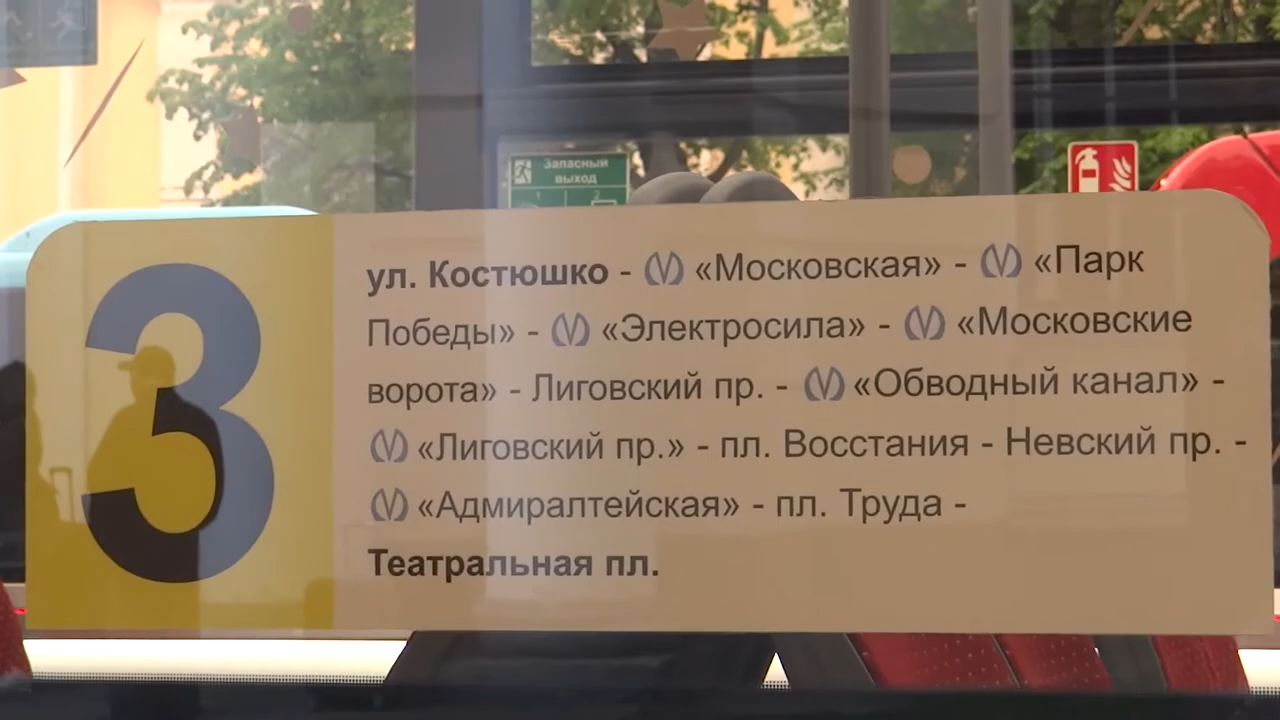 Запасный
выход
3
ул. Костюшко - «Московская» - «Парк
Победы» - «Электросила» - «Московские
ворота» - Лиговский пр. - «Обводный канал» -
«Лиговский пр.» - пл. Восстания - Невский пр. -
«Адмиралтейская» - пл. Труда -
Театральная пл.